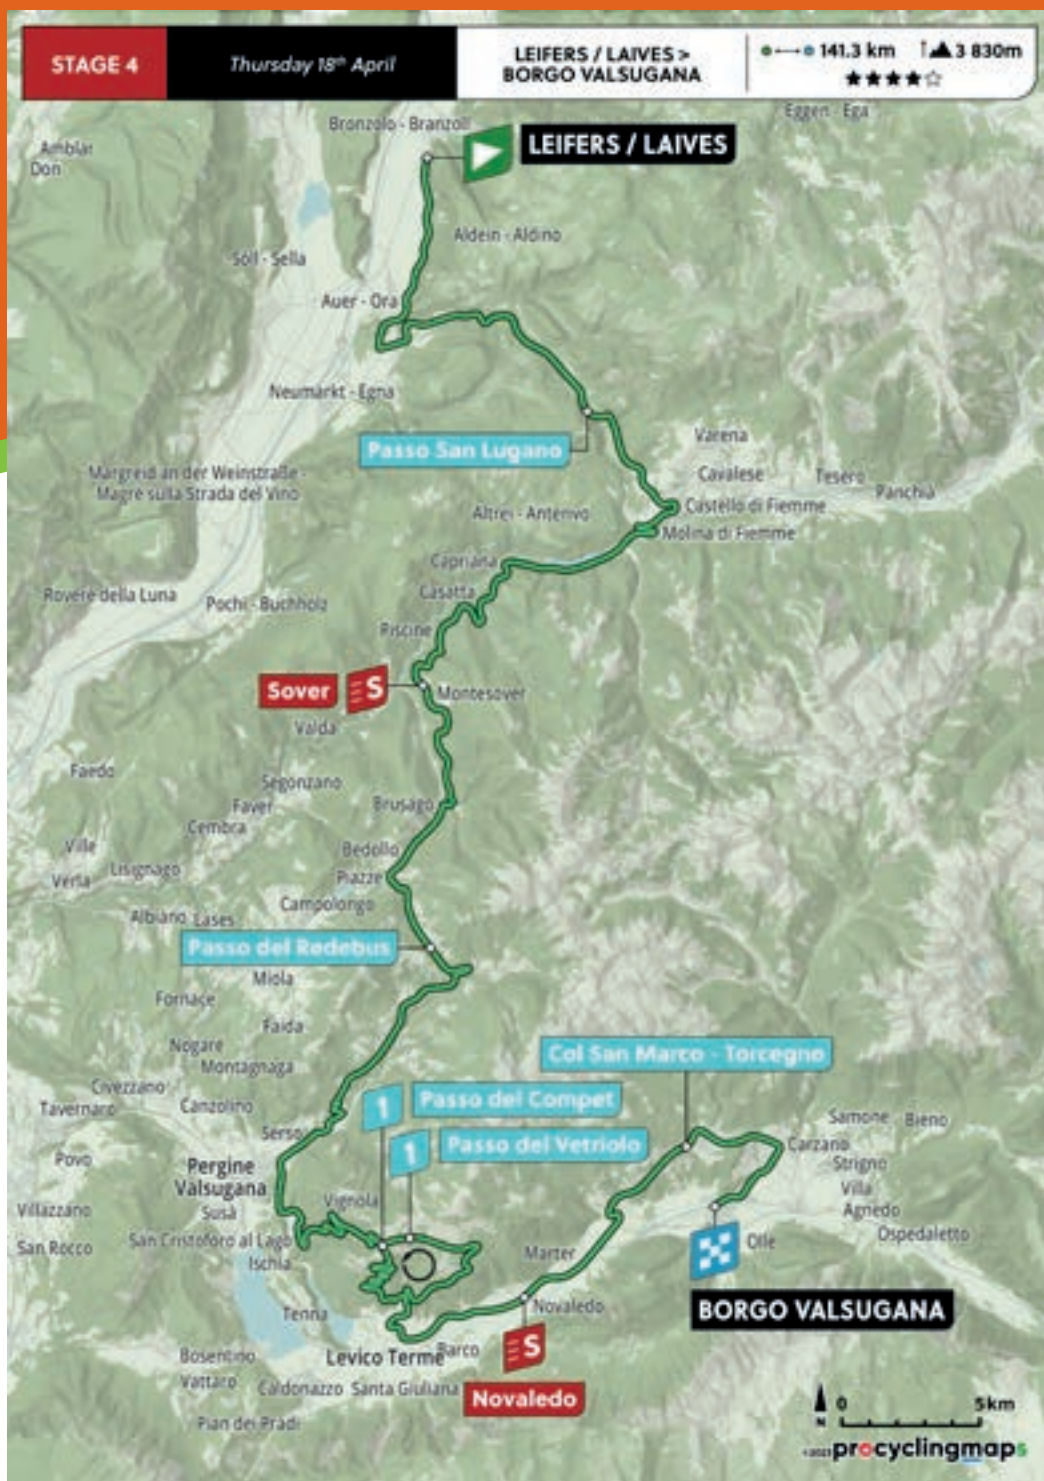 STAGE 4
Thursday 18th April
LEIFERS / LAIVES >
BORGO VALSUGANA
141.3 km
3 830m
Eggen - Ega
Bronzolo - Branzoll
LEIFERS / LAIVES
Amblar
Don
Aldein - Aldino
Söll - Sella
Auer - Ora
Neumarkt - Egna
Passo San Lugano
Varena
Margreid an der Weinstraße -
Magrè sulla Strada del Vino
Cavalese
Tesero
Panchià
Castello di Fiemme
Altrei - Anterivo
Molina di Fiemme
Capriana
Casatta
Roverè della Luna
Pochi - Buchholz
Piscine
Sover
S
Montesover
Valda
Faedo
Segonzano
Faver
Brusago
Cembra
Ville
Bedollo
Lisignago
Verla
Piazze
Campolongo
Albiano
Lases
Passo del Redebus
Miola
Fornace
Faida
Nogare
Montagnaga
Col San Marco - Torcegno
Civezzano
Canzolino
Tavernaro
1
Passo del Compet
Samone
Bieno
Serso
1
Passo del Vetriolo
Carzano
Povo
Strigno
Pergine
Valsugana
Villa
Agnedo
Vignola
Villazzano
Susà
Ospedaletto
San Rocco
San Cristoforo al Lago
Ischia
Marter
Olle
Tenna
Novaledo
BORGO VALSUGANA
Bosentino
Levico Terme
Barco
S
Vattaro
Caldonazzo
Santa Giuliana
Novaledo
Pian dei Pradi
N
0
5km
©2023 procyclingmaps